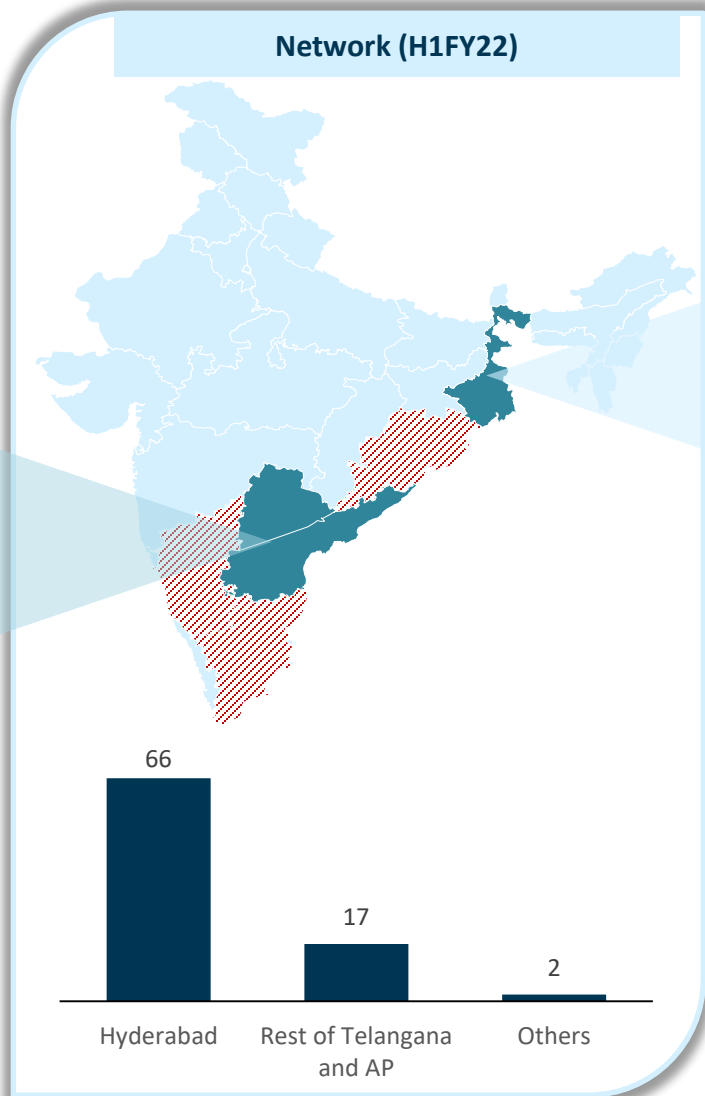 Network (H1FY22)
66
17
2
Hyderabad
Rest of Telangana
and AP
Others